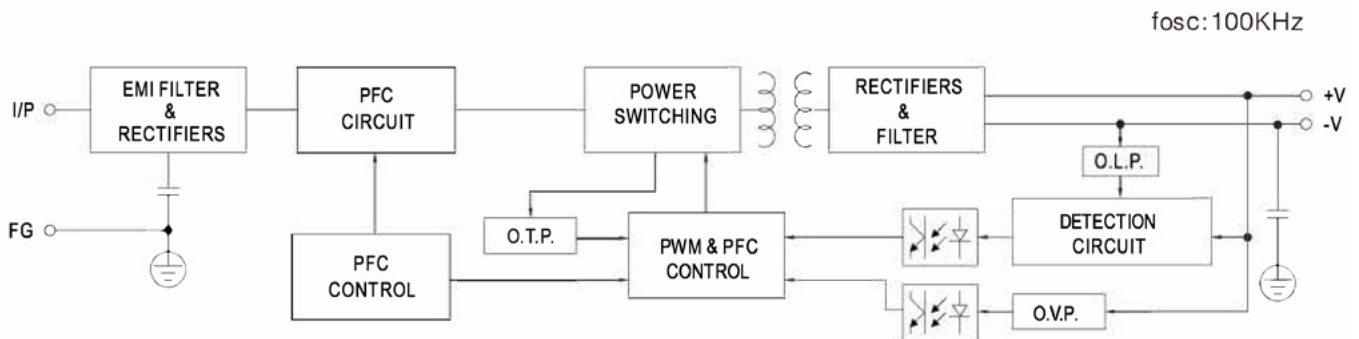 fosc:100KHz
I/P
EMI FILTER
&
RECTIFIERS
PFC
CIRCUIT
POWER
SWITCHING
RECTIFIERS
&
FILTER
+V
-V
O.L.P.
FG
O.T.P.
PFC
CONTROL
PWM & PFC
CONTROL
DETECTION
CIRCUIT
O.V.P.